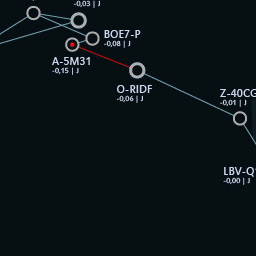 -0,03 | J
BOE7-P
-0,08 | J
A-5M31
-0,15 | J
O-RIDF
-0,06 | J
Z-40CG
-0,01 | J
LBV-Q
-0,00 | J